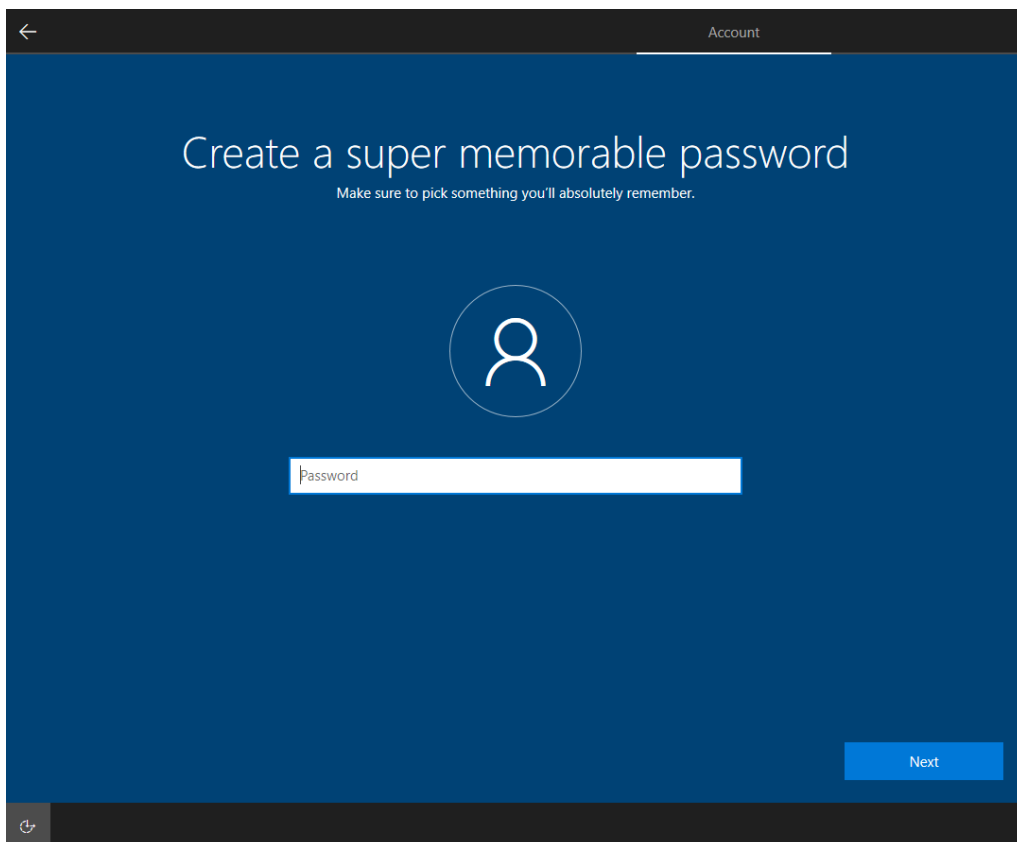 Account
Create a super memorable password
Make sure to pick something you'll absolutely remember.
Password
Next